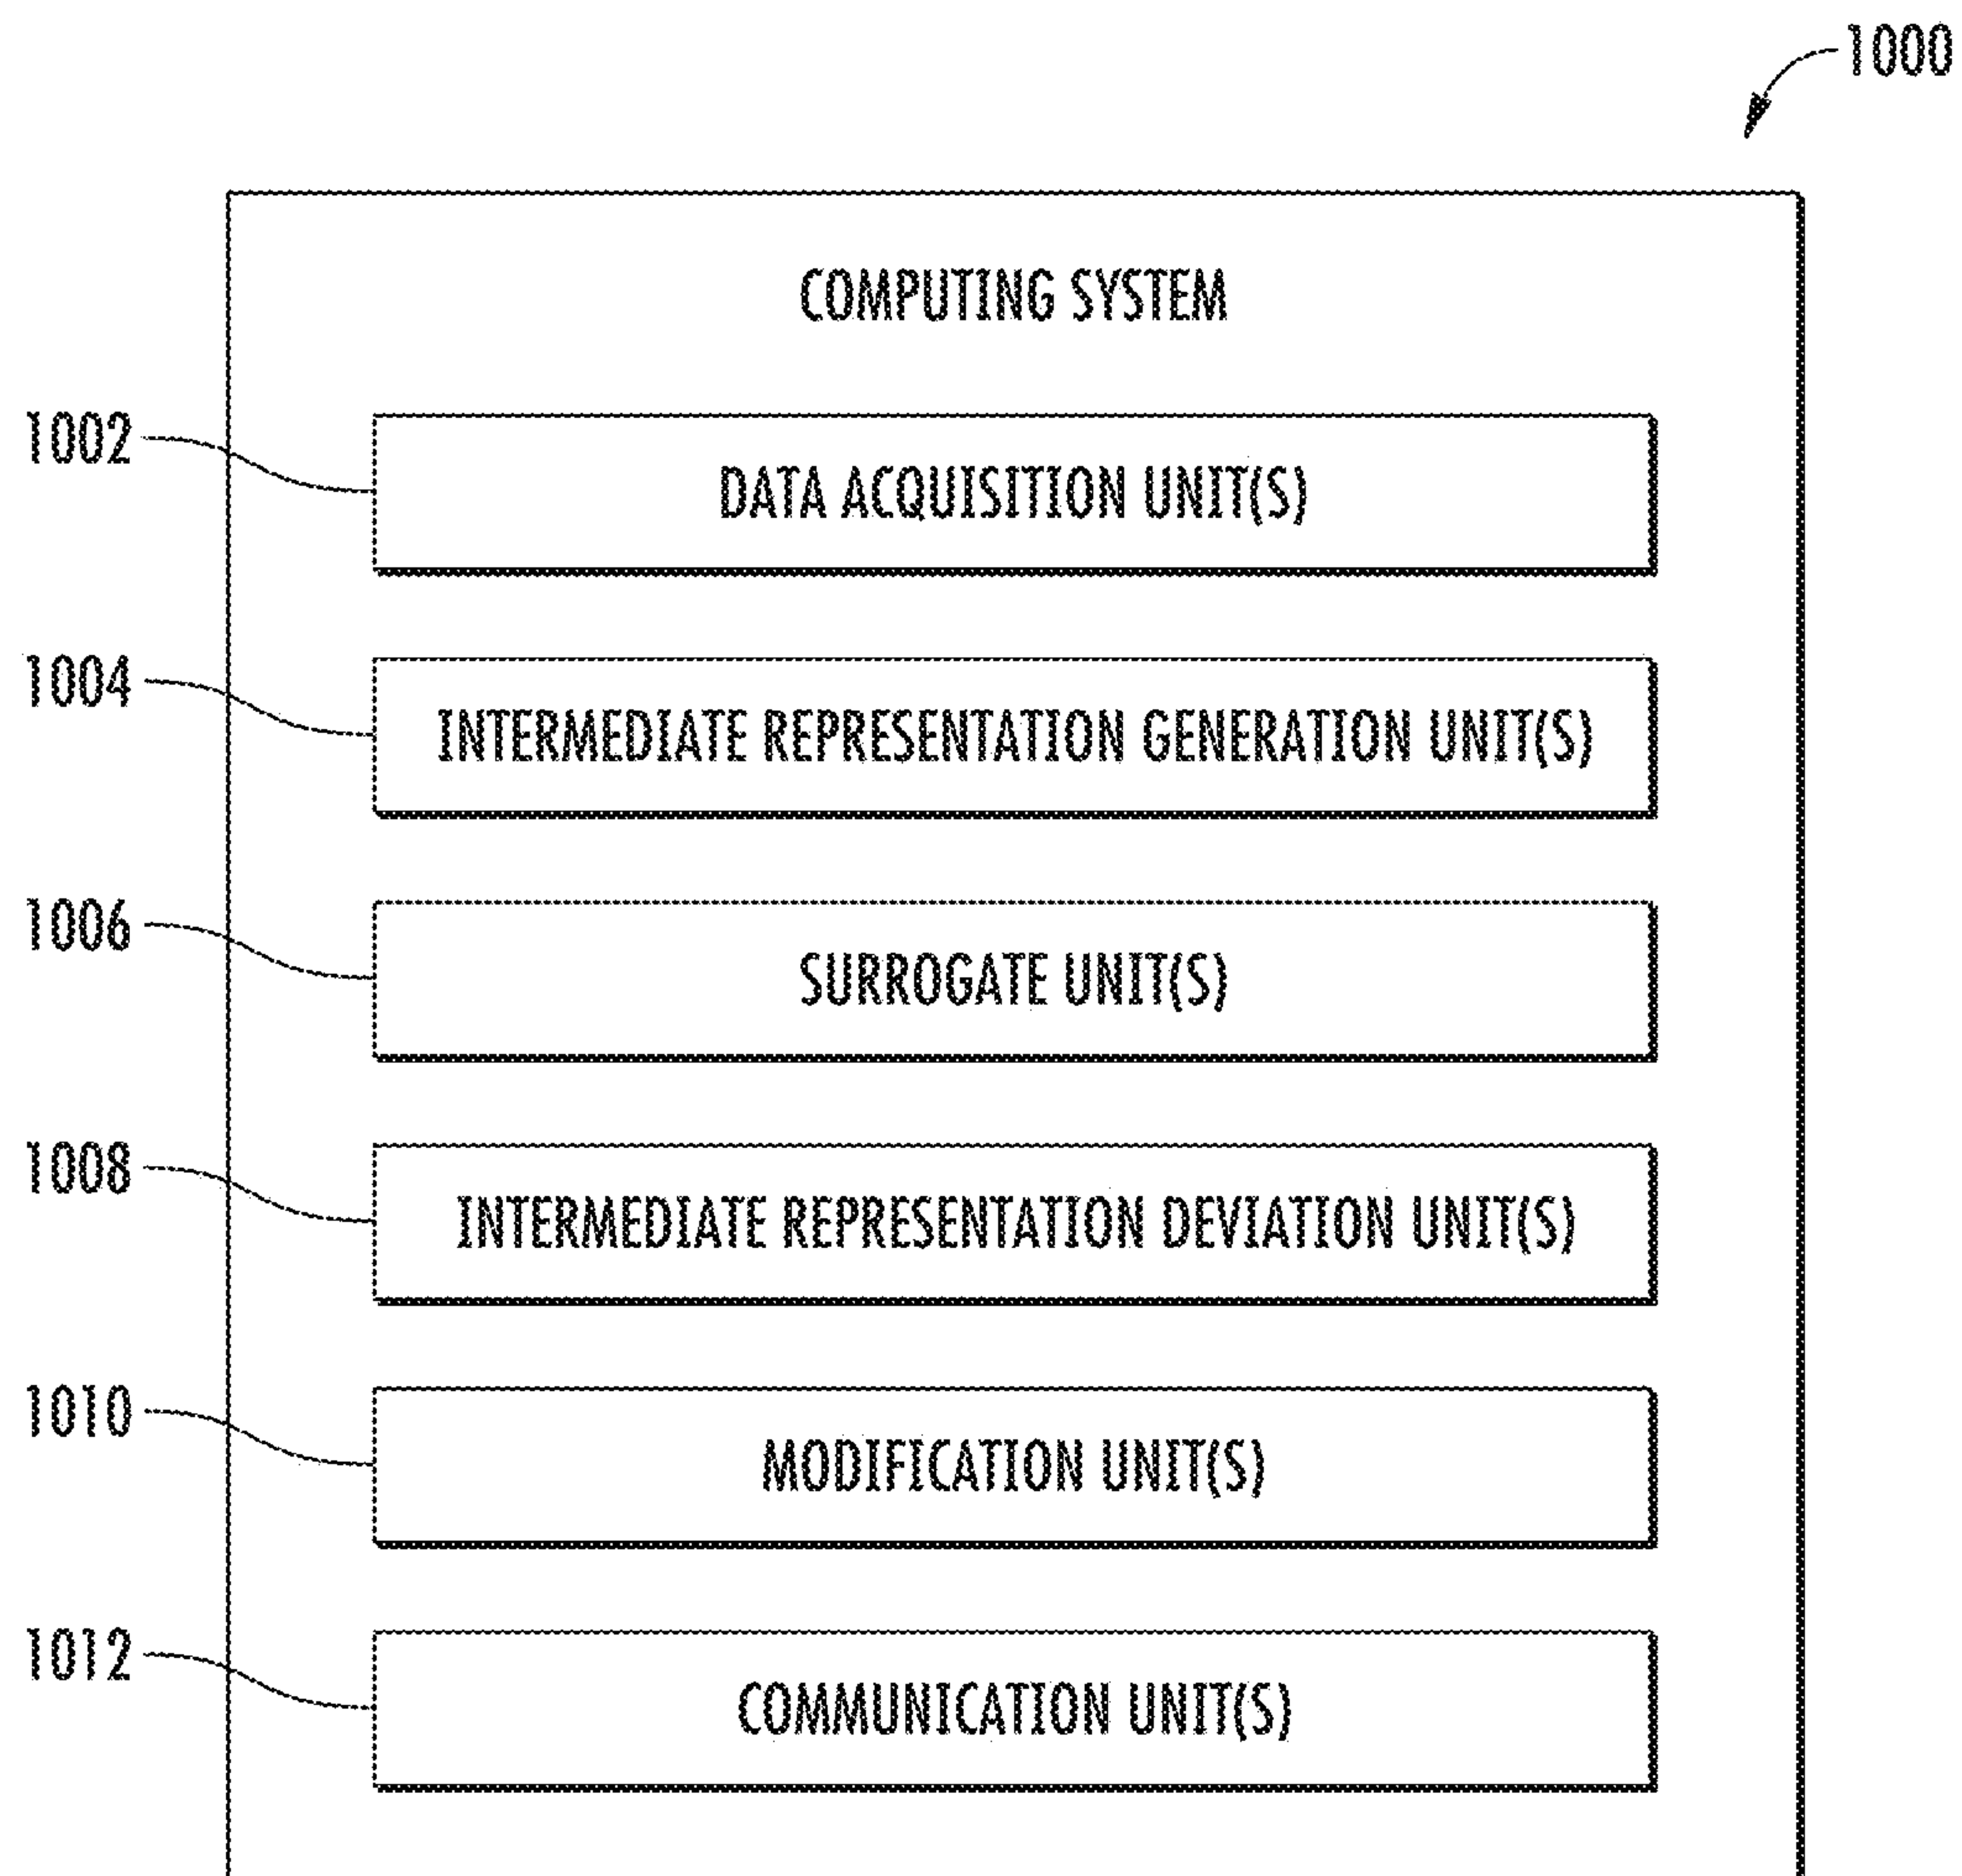 1000
COMPUTING SYSTEM
1002
DATA ACQUISITION UNIT(S)
1004
INTERMEDIATE REPRESENTATION GENERATION UNIT(S)
1006
SURROGATE UNIT(S)
1008
INTERMEDIATE REPRESENTATION DEVIATION UNIT(S)
1010
MODIFICATION UNIT(S)
1012
COMMUNICATION UNIT(S)